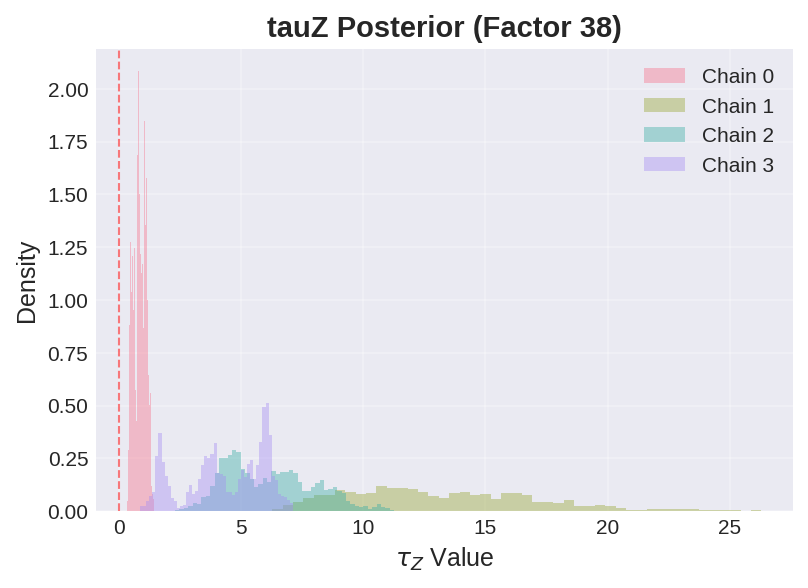 tauZ Posterior (Factor 38)
Chain 0
Chain 1
Chain 2
Chain 3
Density
2.00
1.75
1.50
1.25
1.00
0.75
0.50
0.25
0.00
0 5 10 15 20 25
τZ Value